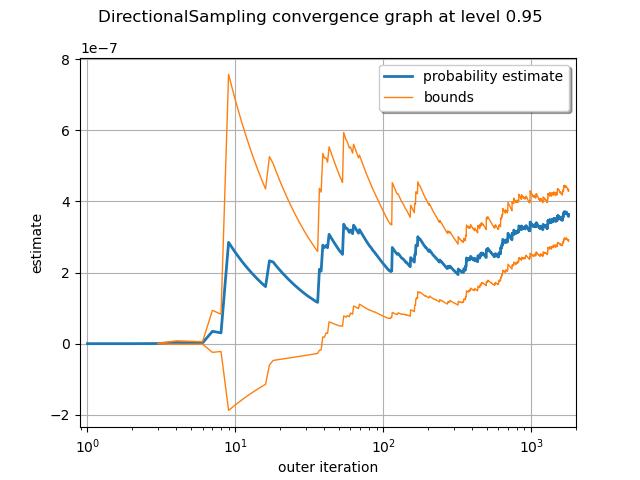 DirectionalSampling convergence graph at level 0.95
1e−7
8
6
4
2
0
−2
estimate
probability estimate
bounds
10⁰
10¹
10²
10³
outer iteration